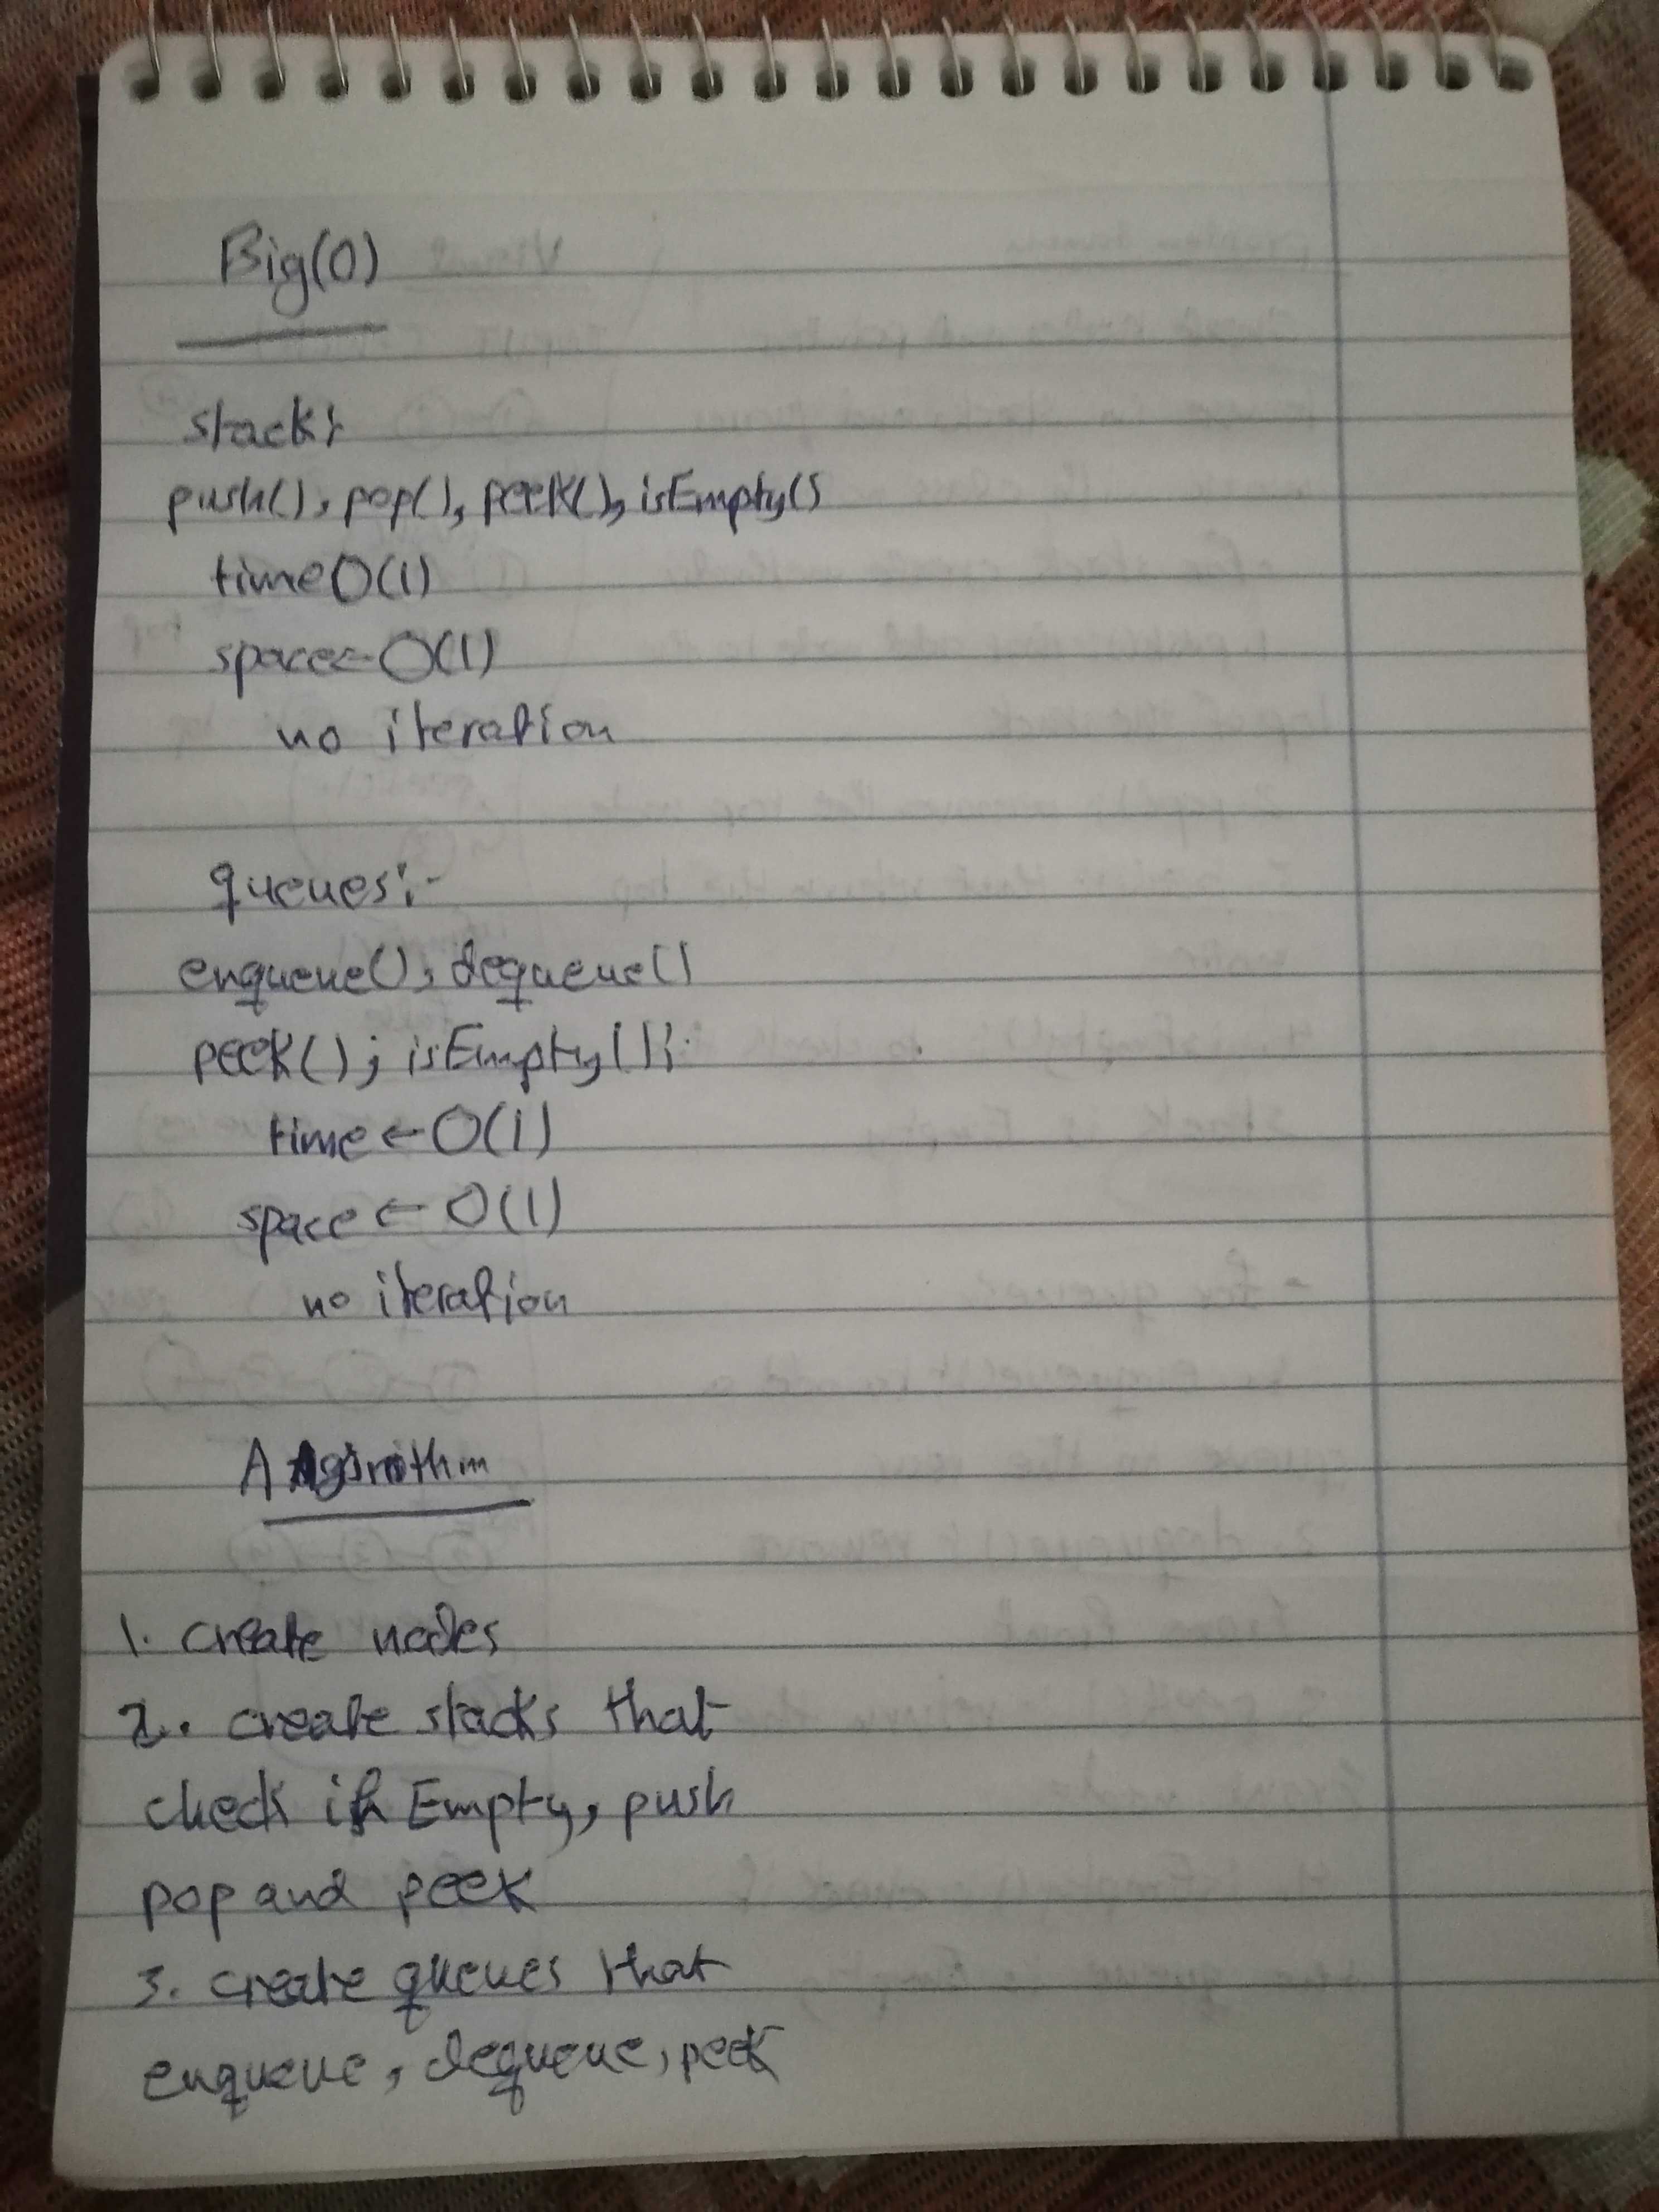 Big(O)
stack:
push(), pop(), peek(), isEmpty()
time O(1)
space ← O(1)
no iteration
queues:-
enqueue(), dequeue()
peek(); isEmpty();
time ← O(1)
space ← O(1)
no iteration
Algorithm
1. create nodes
2. create stacks that
check if Empty, push
pop and peek
3. create queues that
enqueue, dequeue, peek